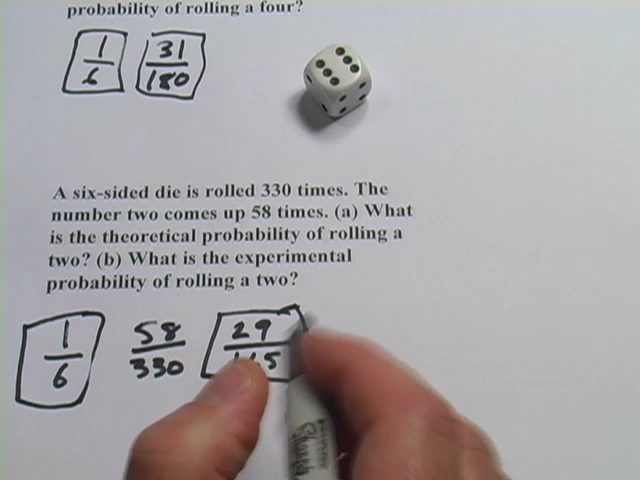 probability of rolling a four?
1/6 31/180
A six-sided die is rolled 330 times. The
number two comes up 58 times. (a) What
is the theoretical probability of rolling a
two? (b) What is the experimental
probability of rolling a two?
1/6 58/330 29/165
Sharpie